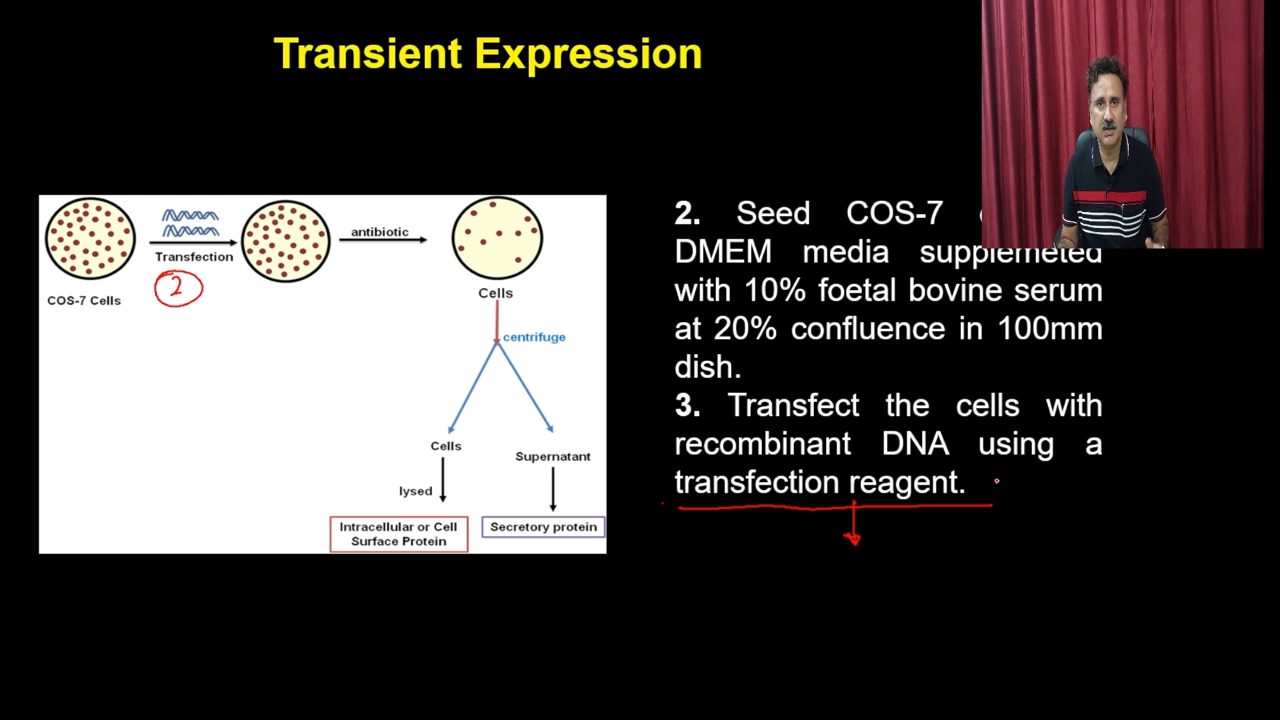 Transient Expression
Transfection
2
COS-7 Cells
antibiotic
Cells
centrifuge
Cells
Supernatant
lysed
Intracellular or Cell
Surface Protein
Secretory protein
2. Seed COS-7
DMEM media supplemeted
with 10% foetal bovine serum
at 20% confluence in 100mm
dish.
3. Transfect the cells with
recombinant DNA using a
transfection reagent.